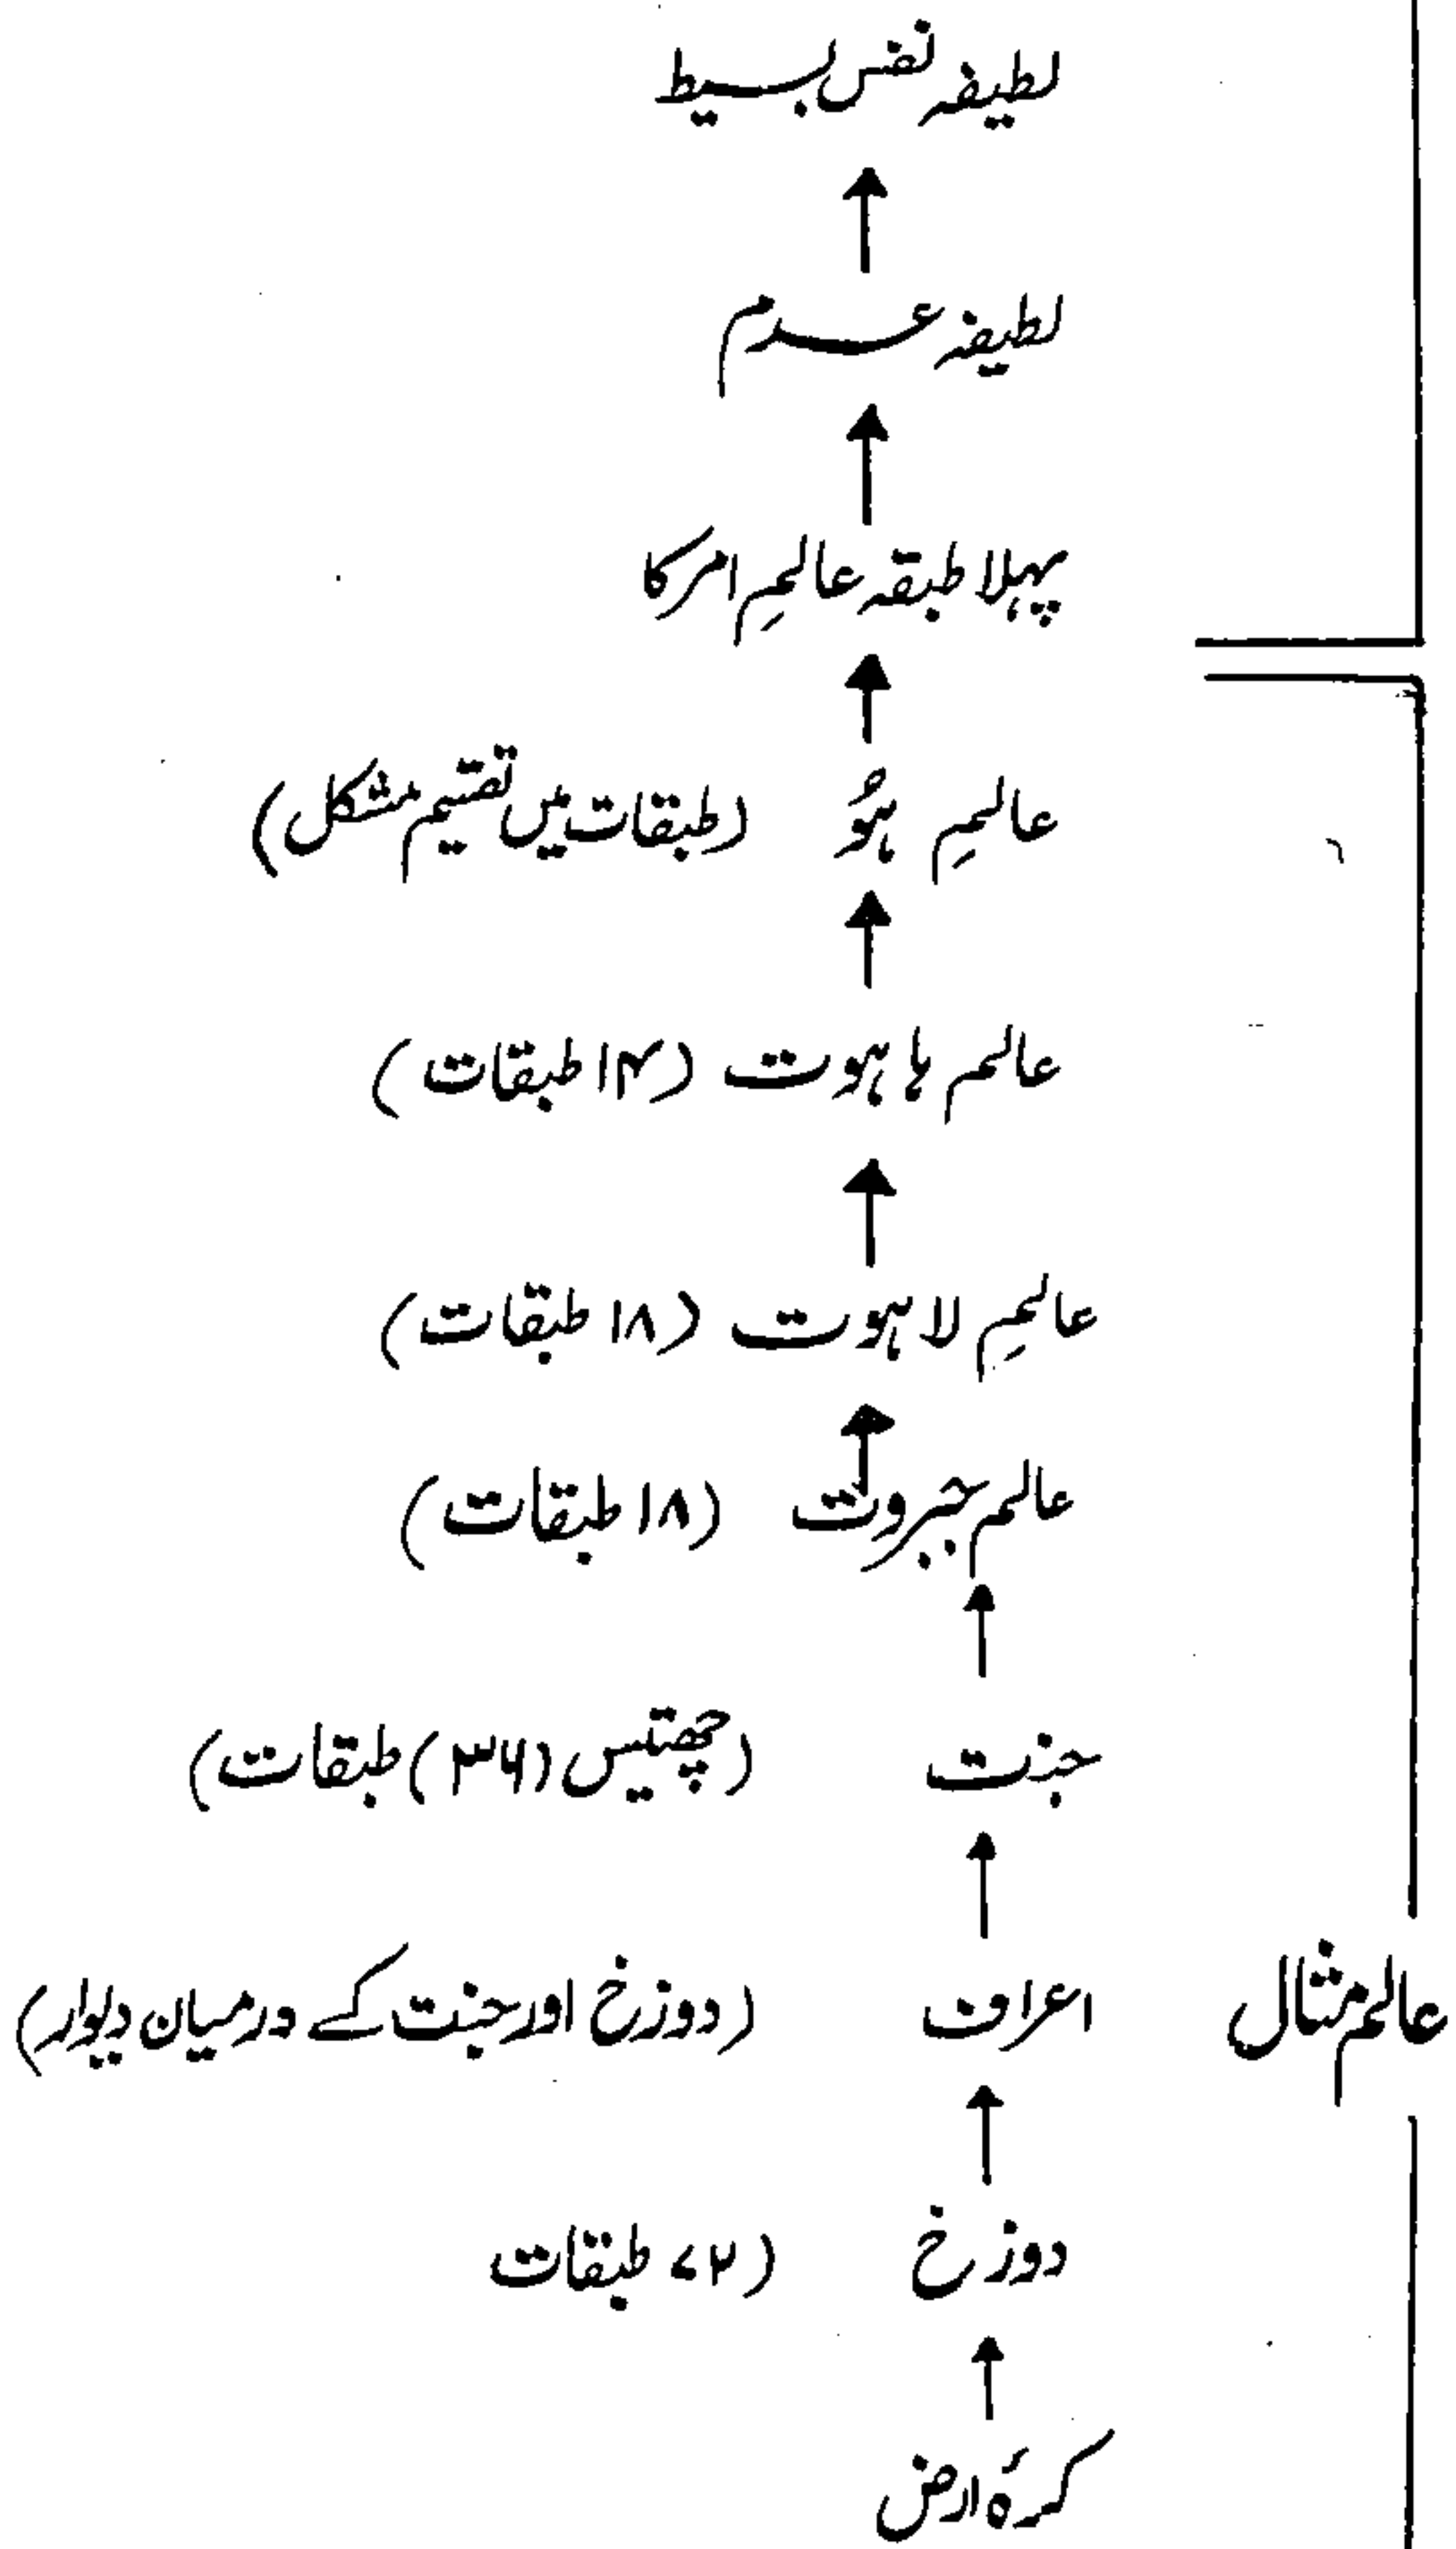 لطیفہ نفس بسیط
لطیفہ عدم
پہلا طبقہ عالمِ امر کا
عالمِ ہُو (طبقات میں تقسیم مشکل)
عالم ہاہوت (۱۴ طبقات)
عالمِ لاہوت (۱۸ طبقات)
عالم جبروت (۱۸ طبقات)
جنت (چھتیس (۳۶) طبقات)
عالم مثال اعراف (دوزخ اور جنت کے درمیان دیوار)
دوزخ (۷۲ طبقات
کرۂ ارض